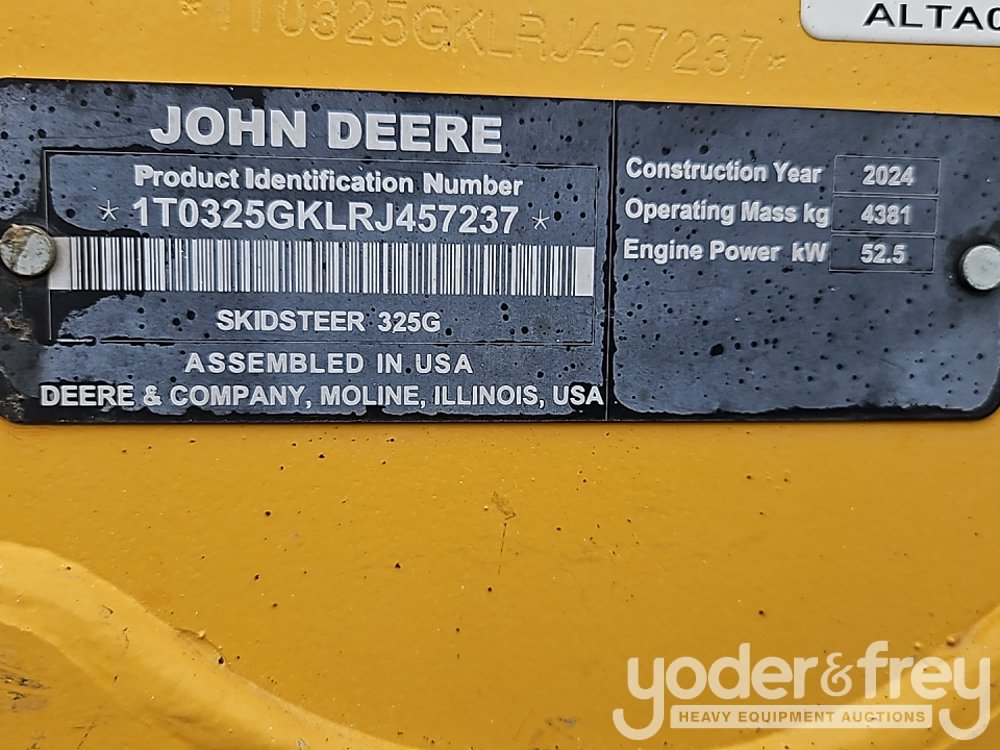 *1T0325GKLRJ457237*
JOHN DEERE
Product Identification Number
* 1T0325GKLRJ457237 *
SKIDSTEER 325G
ASSEMBLED IN USA
DEERE & COMPANY, MOLINE, ILLINOIS, USA
Construction Year 2024
Operating Mass kg 4381
Engine Power kW 52.5
yoder&frey
HEAVY EQUIPMENT AUCTIONS